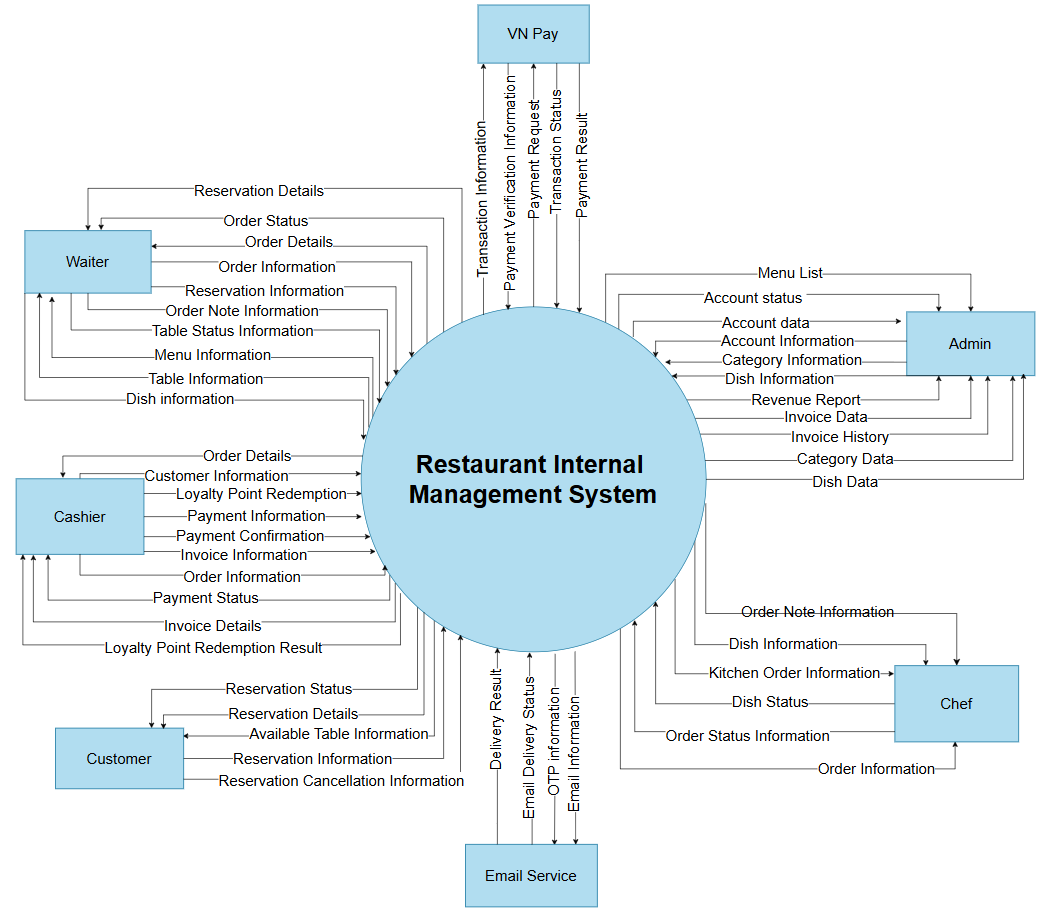 VN Pay
Transaction Information
Payment Verification Information
Payment Request
Transaction Status
Payment Result
Reservation Details
Order Status
Order Details
Waiter
Order Information
Reservation Information
Order Note Information
Table Status Information
Menu Information
Table Information
Dish information
Menu List
Account status
Account data
Account Information
Admin
Category Information
Dish Information
Revenue Report
Invoice Data
Invoice History
Category Data
Dish Data
Restaurant Internal
Management System
Order Details
Customer Information
Loyalty Point Redemption
Cashier
Payment Information
Payment Confirmation
Invoice Information
Order Information
Payment Status
Invoice Details
Loyalty Point Redemption Result
Order Note Information
Dish Information
Kitchen Order Information
Chef
Dish Status
Order Status Information
Order Information
Reservation Status
Reservation Details
Available Table Information
Customer
Reservation Information
Reservation Cancellation Information
Delivery Result
Email Delivery Status
OTP information
Email Information
Email Service